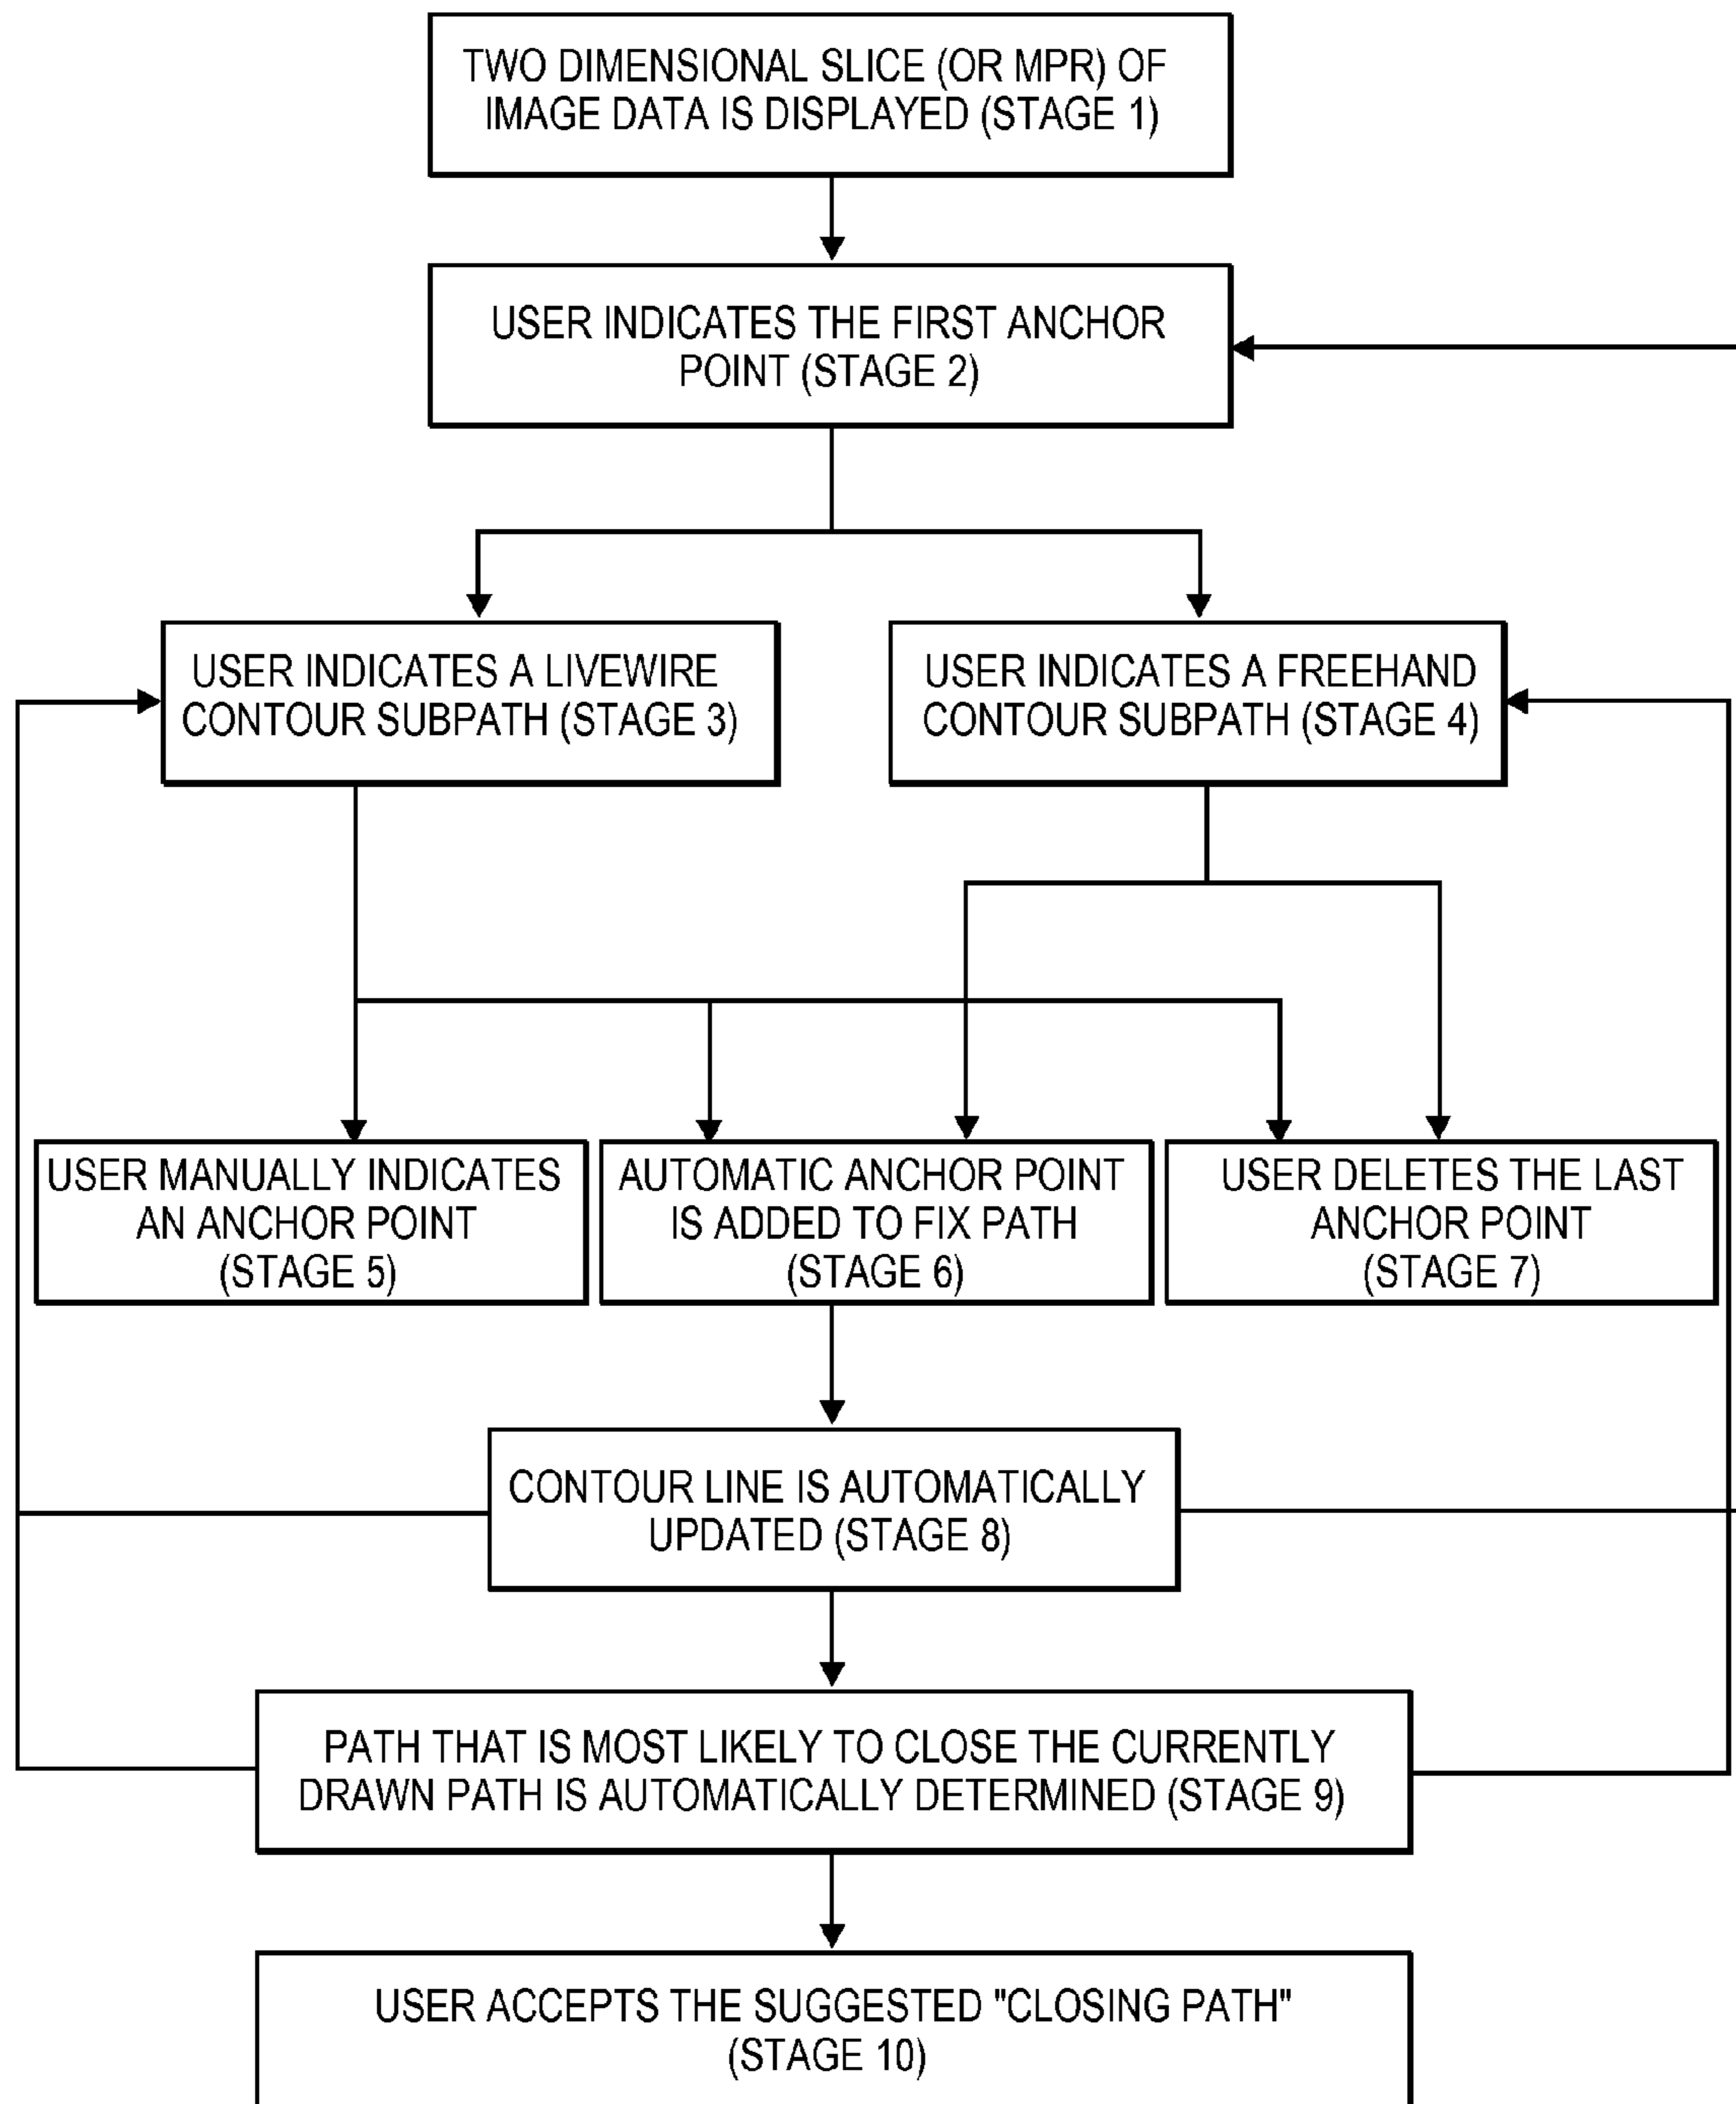 TWO DIMENSIONAL SLICE (OR MPR) OF
IMAGE DATA IS DISPLAYED (STAGE 1)
USER INDICATES THE FIRST ANCHOR
POINT (STAGE 2)
USER INDICATES A LIVEWIRE
CONTOUR SUBPATH (STAGE 3)
USER INDICATES A FREEHAND
CONTOUR SUBPATH (STAGE 4)
USER MANUALLY INDICATES
AN ANCHOR POINT
(STAGE 5)
AUTOMATIC ANCHOR POINT
IS ADDED TO FIX PATH
(STAGE 6)
USER DELETES THE LAST
ANCHOR POINT
(STAGE 7)
CONTOUR LINE IS AUTOMATICALLY
UPDATED (STAGE 8)
PATH THAT IS MOST LIKELY TO CLOSE THE CURRENTLY
DRAWN PATH IS AUTOMATICALLY DETERMINED (STAGE 9)
USER ACCEPTS THE SUGGESTED "CLOSING PATH"
(STAGE 10)